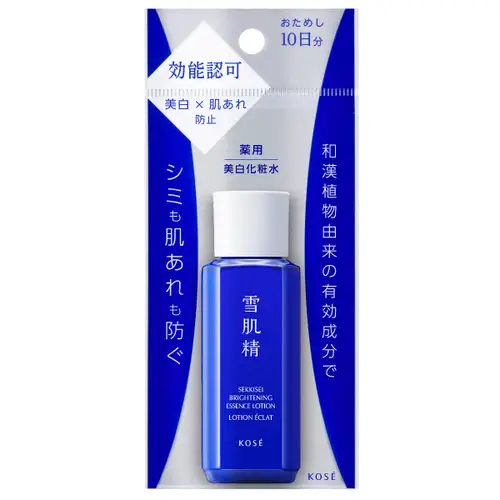 おためし
10日分
効能認可
美白×肌あれ
防止
薬用
美白化粧水
和漢植物由来の有効成分で
シミも肌あれも防ぐ
雪肌精
SEKKISEI
BRIGHTENING
ESSENCE LOTION
LOTION ÉCLAT
KOSÉ
KOSÉ